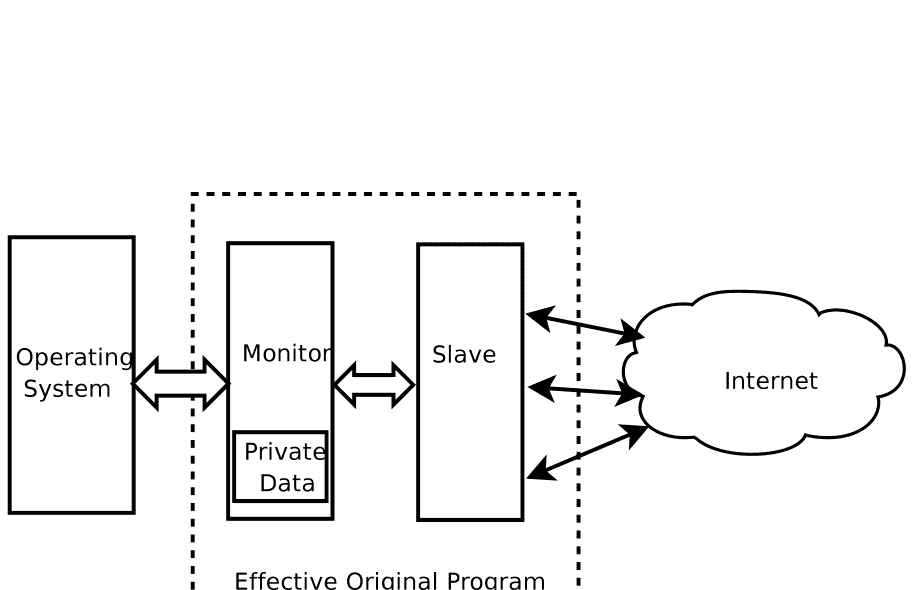 Operating
System
Monitor
Private
Data
Slave
Internet
Effective Original Program